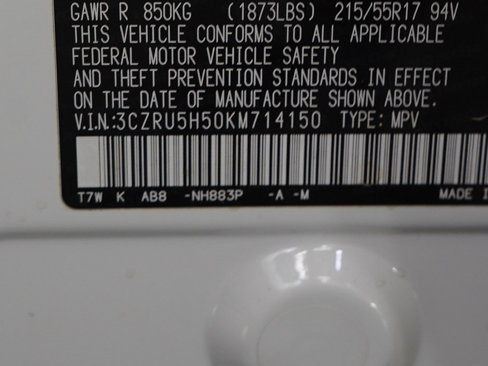 GAWR R 850KG (1873LBS) 215/55R17 94V
THIS VEHICLE CONFORMS TO ALL APPLICABLE
FEDERAL MOTOR VEHICLE SAFETY
AND THEFT PREVENTION STANDARDS IN EFFECT
ON THE DATE OF MANUFACTURE SHOWN ABOVE.
V.I.N.:3CZRU5H50KM714150 TYPE: MPV
T7W K AB8 -NH883P -A -M MADE I